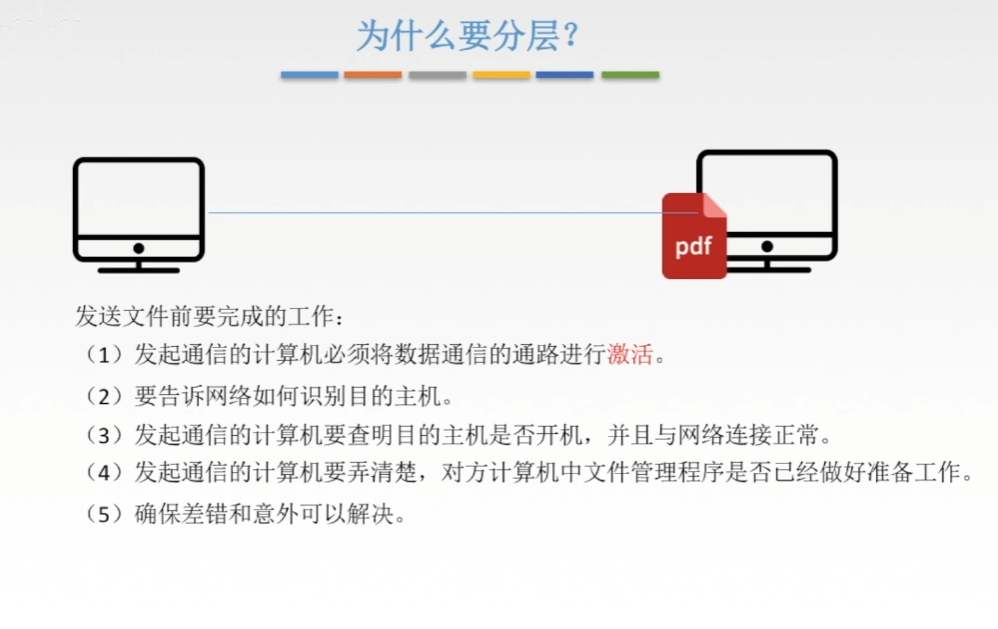 为什么要分层？
pdf
发送文件前要完成的工作：
（1）发起通信的计算机必须将数据通信的通路进行激活。
（2）要告诉网络如何识别目的主机。
（3）发起通信的计算机要查明目的主机是否开机，并且与网络连接正常。
（4）发起通信的计算机要弄清楚，对方计算机中文件管理程序是否已经做好准备工作。
（5）确保差错和意外可以解决。